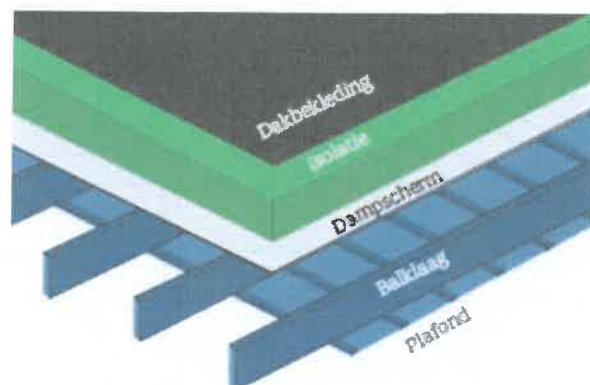 Dakbekleding
isolatie
Dampscherm
Balklaag
Plafond